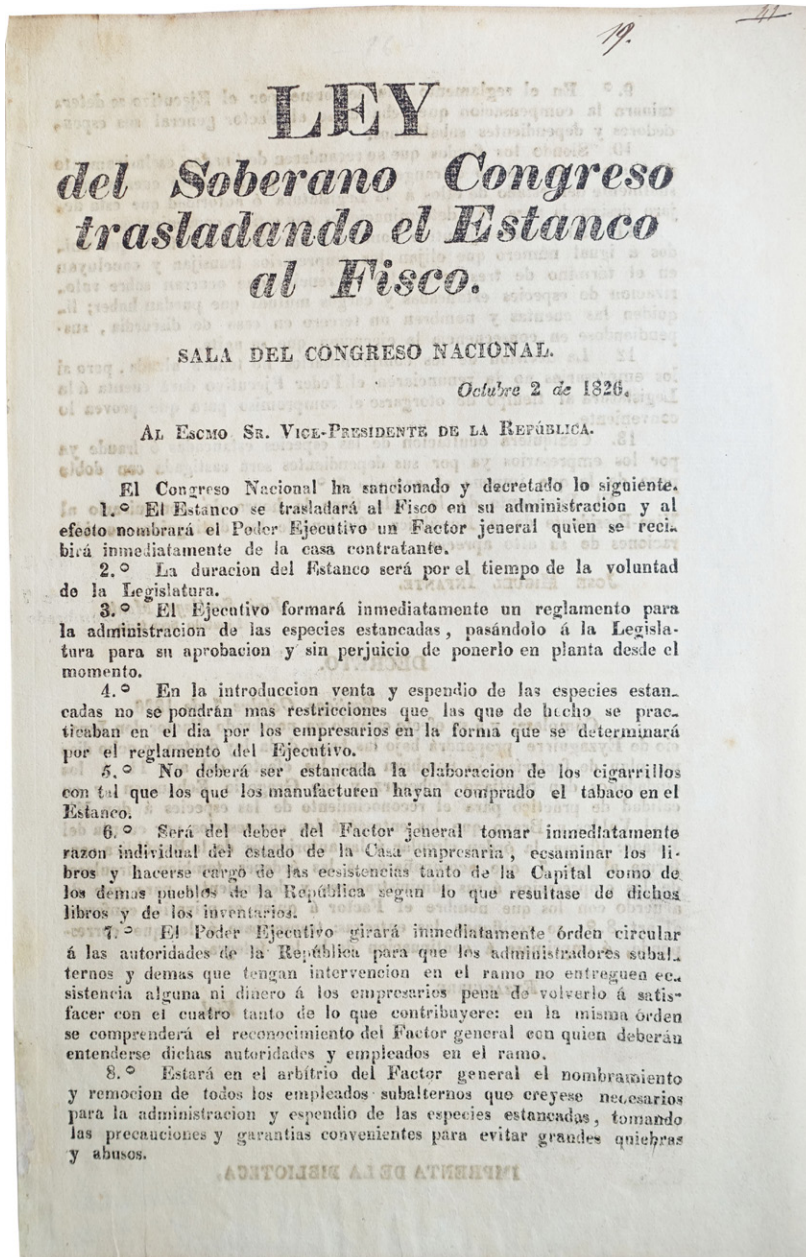 19.
41
LEY
del Soberano Congreso
trasladando el Estanco
al Fisco.
SALA DEL CONGRESO NACIONAL.
Octubre 2 de 1826.
AL ESCMO SR. VICE-PRESIDENTE DE LA REPÚBLICA.
El Congreso Nacional ha sancionado y decretado lo siguiente.
1.º El Estanco se trasladará al Fisco en su administracion y al
efecto nombrará el Poder Ejecutivo un Factor jeneral quien se reci-
birá inmediatamente de la casa contratante.
2.º La duracion del Estanco será por el tiempo de la voluntad
de la Legislatura.
3.º El Ejecutivo formará inmediatamente un reglamento para
la administracion de las especies estancadas, pasándolo á la Legisla-
tura para su aprobacion y sin perjuicio de ponerlo en planta desde el
momento.
4.º En la introduccion venta y espendio de las especies estan-
cadas no se pondrán mas restricciones que las que de hecho se prac-
ticaban en el dia por los empresarios en la forma que se determinará
por el reglamento del Ejecutivo.
5.º No deberá ser estancada la elaboracion de los cigarrillos
con tal que los que los manufacturen hayan comprado el tabaco en el
Estanco.
6.º Será del deber del Factor jeneral tomar inmediatamente
razon individual del estado de la Casa empresaria, ecsaminar los li-
bros y hacerse cargo de las ecsistencias tanto de la Capital como de
los demas pueblos de la República segun lo que resultase de dichos
libros y de los inventarios.
7.º El Poder Ejecutivo girará inmediatamente órden circular
á las autoridades de la República para que los administradores subal-
ternos y demas que tengan intervencion en el ramo no entreguen ec-
sistencia alguna ni dinero á los empresarios pena de volverlo á satis-
facer con el cuatro tanto de lo que contribuyere: en la misma órden
se comprenderá el reconocimiento del Factor general con quien deberán
entenderse dichas autoridades y empleados en el ramo.
8.º Estará en el arbítrio del Factor general el nombramiento
y remocion de todos los empleados subalternos que creyese necesarios
para la administracion y espendio de las especies estancadas, tomando
las precauciones y garantias convenientes para evitar grandes quiebras
y abusos.
IMPRENTA DE LA BIBLIOTECA.